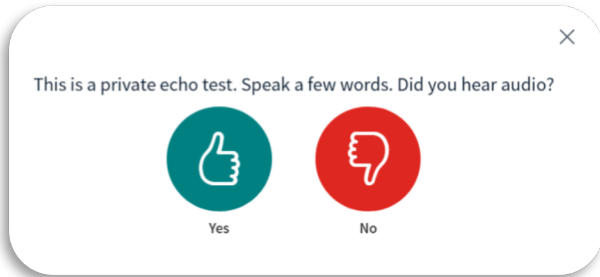 This is a private echo test. Speak a few words. Did you hear audio?
Yes
No